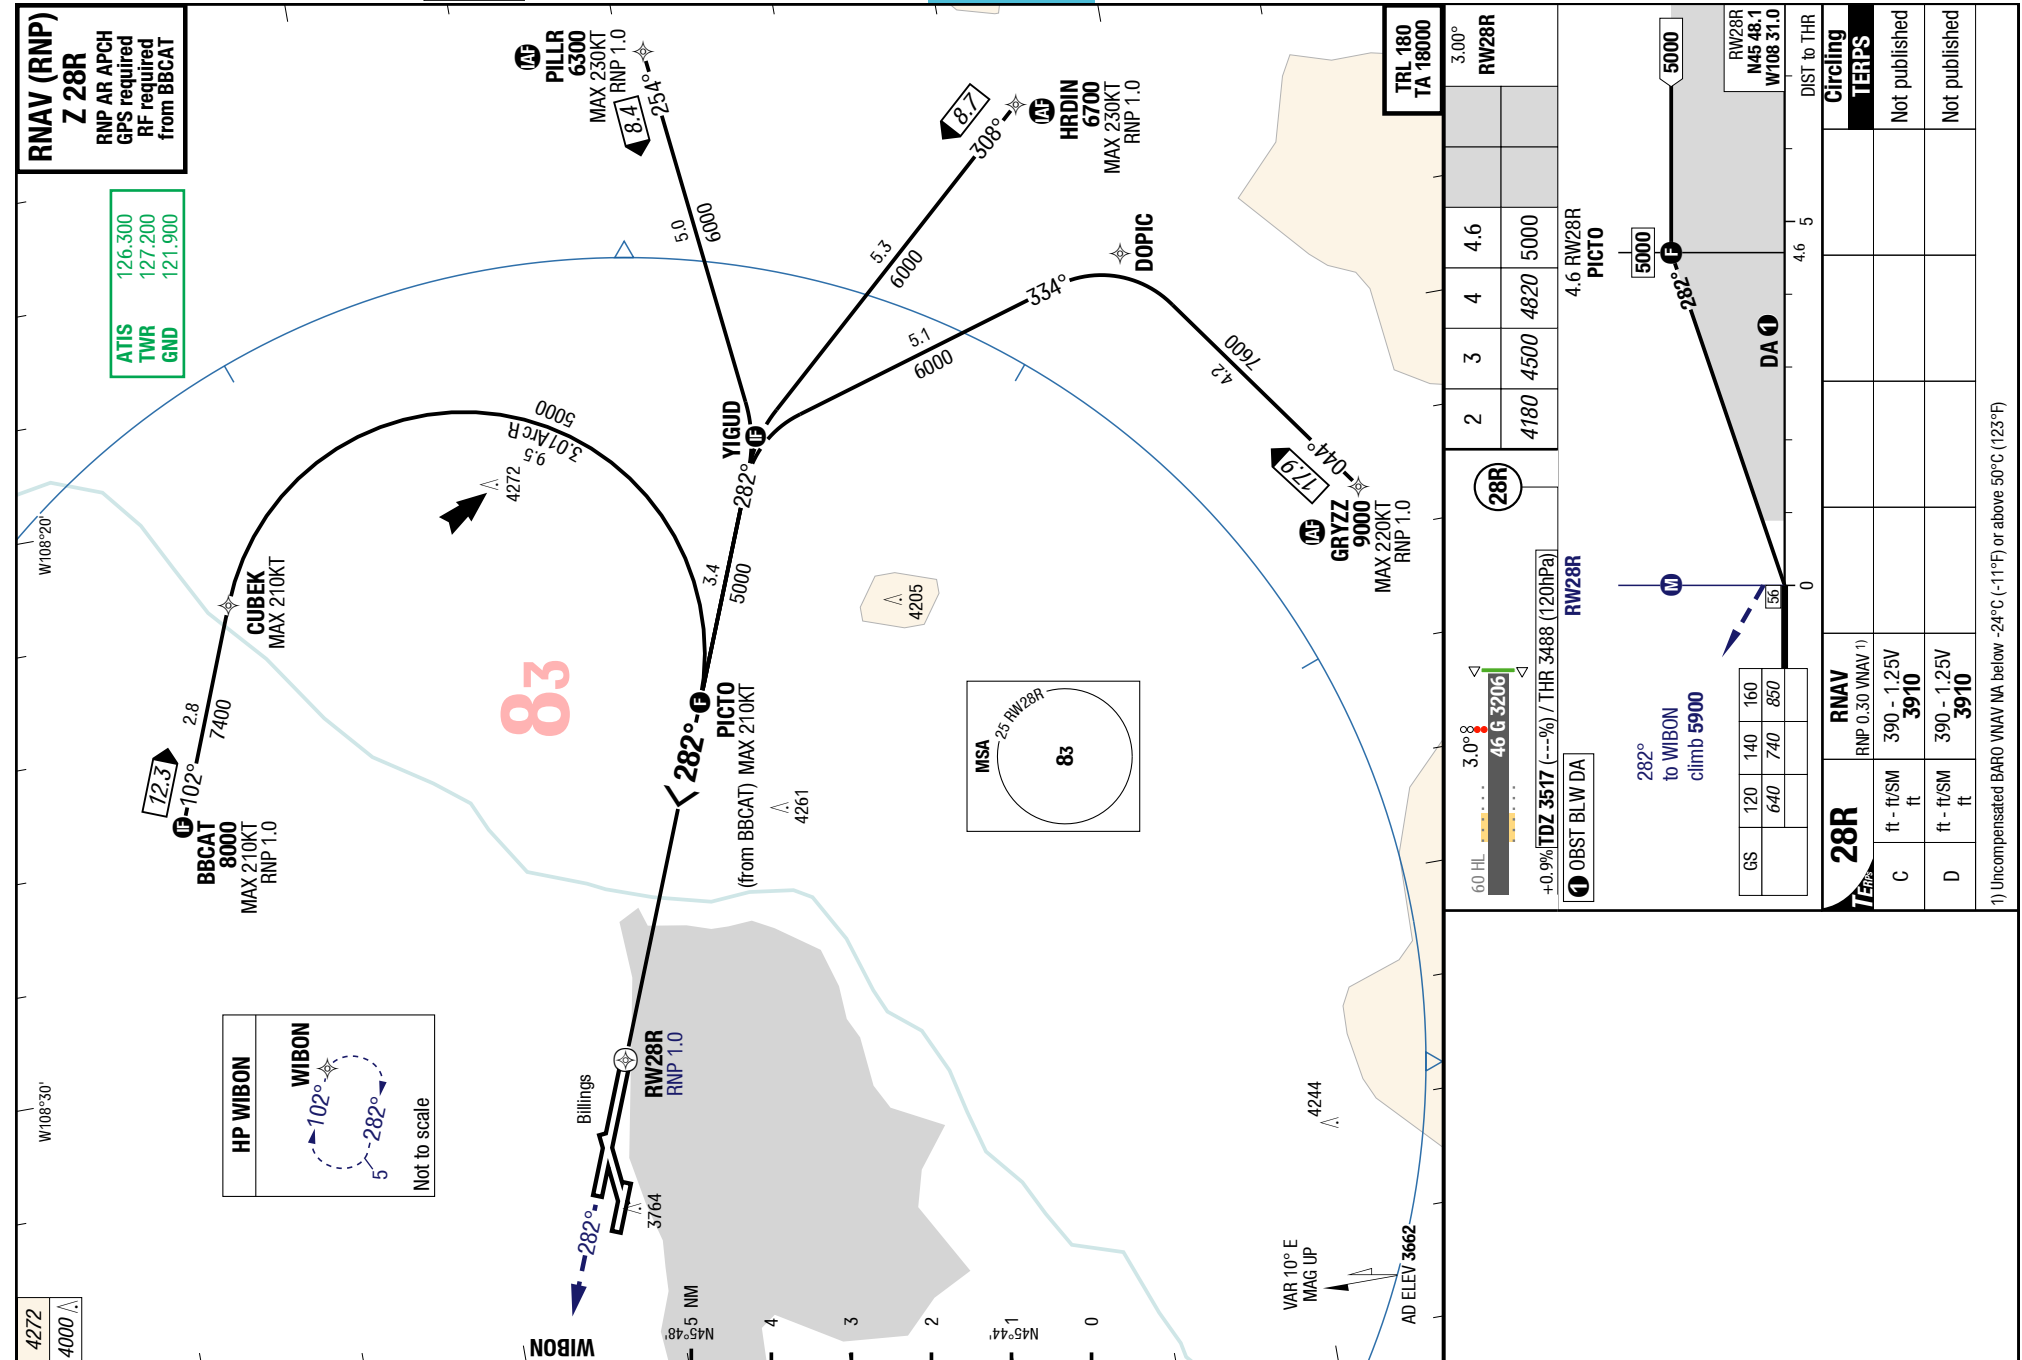 RNAV (RNP)
Z 28R
RNP AR APCH
GPS required
RF required
from BBCAT
ATIS 126.300
TWR 127.200
GND 121.900
IAF
PILLR
6300
MAX 230KT
RNP 1.0
254°
8.4
5.0
6000
IAF
HRDIN
6700
MAX 230KT
RNP 1.0
308°
8.7
5.3
6000
TRL 180
TA 18000
DOPIC
334°
5.1
6000
7600
4.2
044°
17.9
IAF
GRYZZ
9000
MAX 220KT
RNP 1.0
YIGUD
IF
282°
3.4
5000
W108°20'
CUBEK
MAX 210KT
5000
3.01 Arc R
9.5
4272
2.8
7400
12.3
102°
IF
BBCAT
8000
MAX 210KT
RNP 1.0
83
4205
F
PICTO
(from BBCAT) MAX 210KT
282°
4261
MSA
25 RW28R
83
W108°30'
HP WIBON
WIBON
102°
282°
5
Not to scale
Billings
RW28R
RNP 1.0
3764
282°
WIBON
4244
VAR 10° E
MAG UP
AD ELEV 3662
4272
4000
5 NM
4
3
2
1
0
N45°48'
N45°44'
3.00°
RW28R
2 3 4 4.6
4180 4500 4820 5000
28R
3.0°
46 G 3206
60 HL
+0.9% TDZ 3517 (---%) / THR 3488 (120hPa)
1 OBST BLW DA
4.6 RW28R
PICTO
5000
F
5000
282°
DA 1
RW28R
M
56
RW28R
N45 48.1
W108 31.0
DIST to THR
0 4.6 5
282°
to WIBON
climb 5900
GS 120 140 160
640 740 850
TERPS
28R
RNAV
RNP 0.30 VNAV 1)
Circling
TERPS
C ft - ft/SM 390 - 1.25V Not published
ft 3910
D ft - ft/SM 390 - 1.25V Not published
ft 3910
1) Uncompensated BARO VNAV NA below -24°C (-11°F) or above 50°C (123°F)